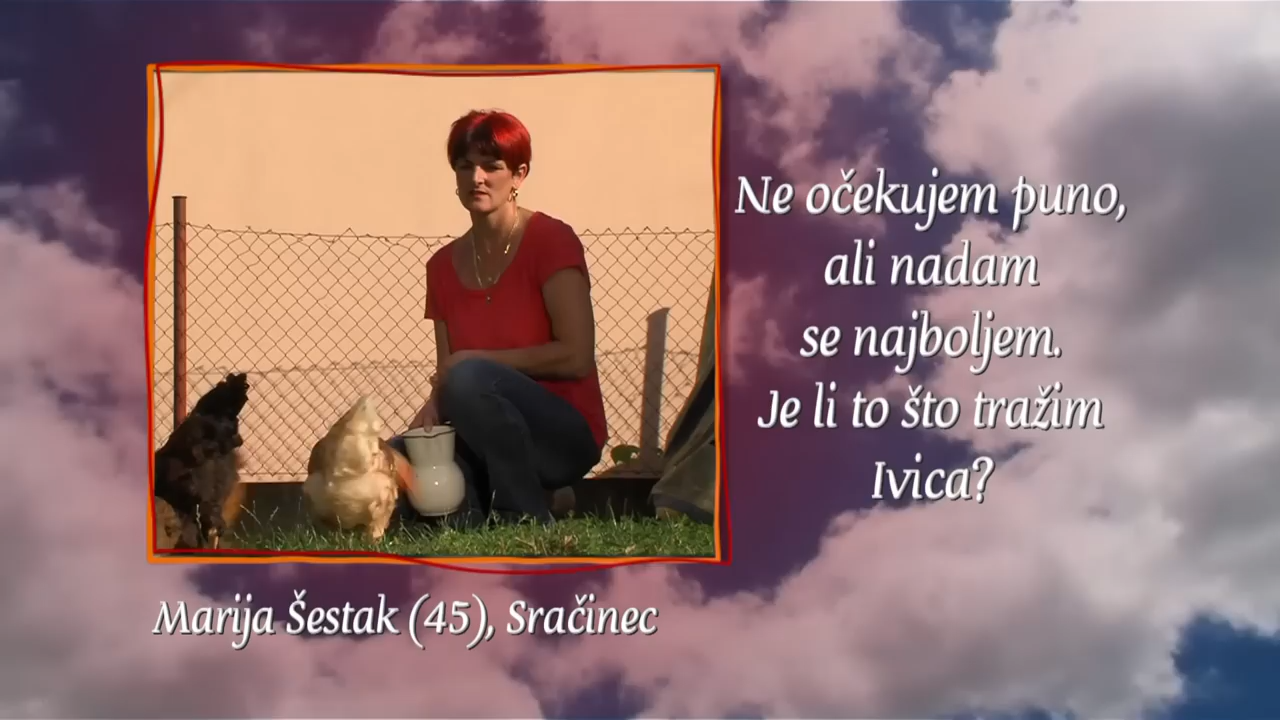 Ne očekujem puno,
ali nadam
se najboljem.
Je li to što tražim
Ivica?
Marija Šestak (45), Sračinec